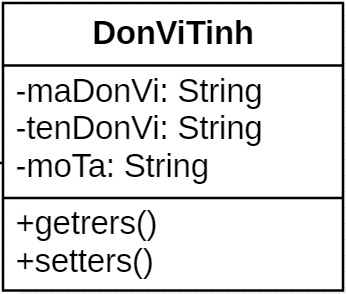 DonViTinh
-maDonVi: String
-tenDonVi: String
-moTa: String
+getrers()
+setters()